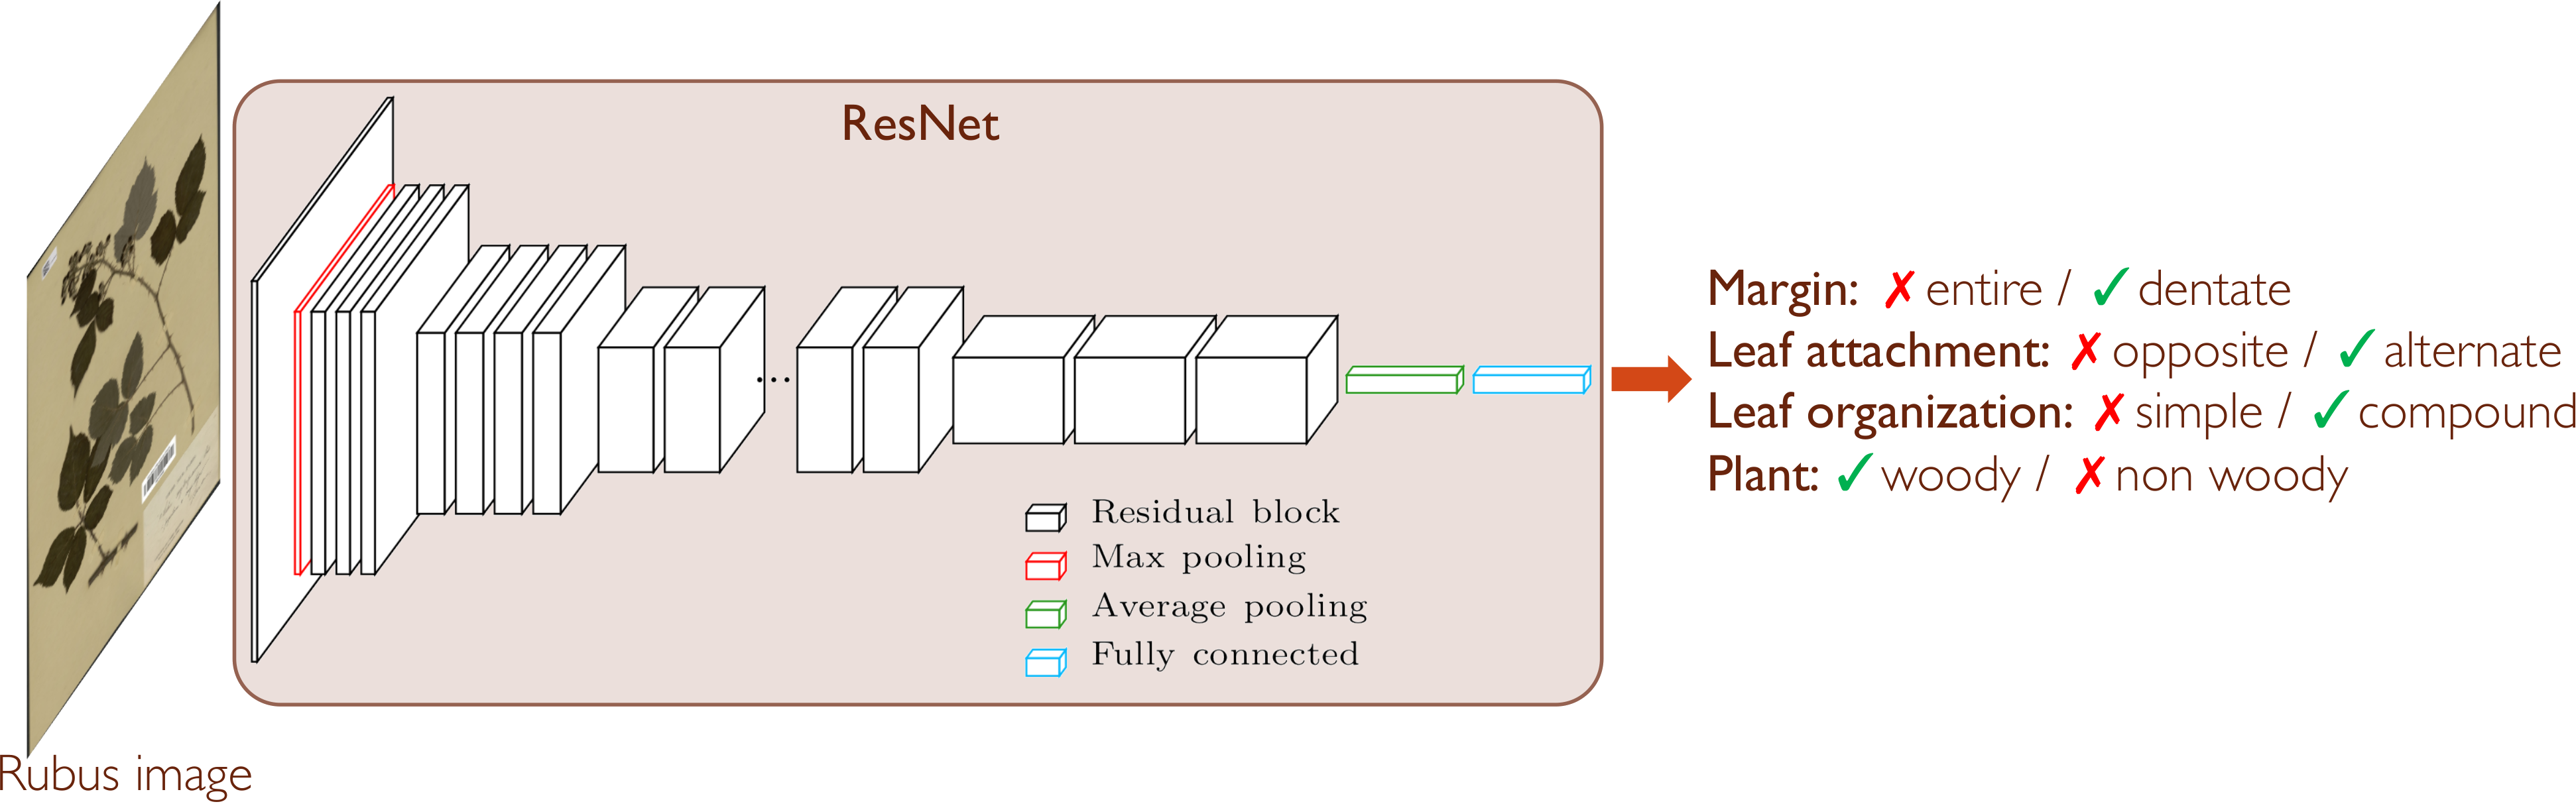 ResNet
Margin: ✗ entire / ✓ dentate
Leaf attachment: ✗ opposite / ✓ alternate
Leaf organization: ✗ simple / ✓ compound
Plant: ✓ woody / ✗ non woody
...
Residual block
Max pooling
Average pooling
Fully connected
Rubus image